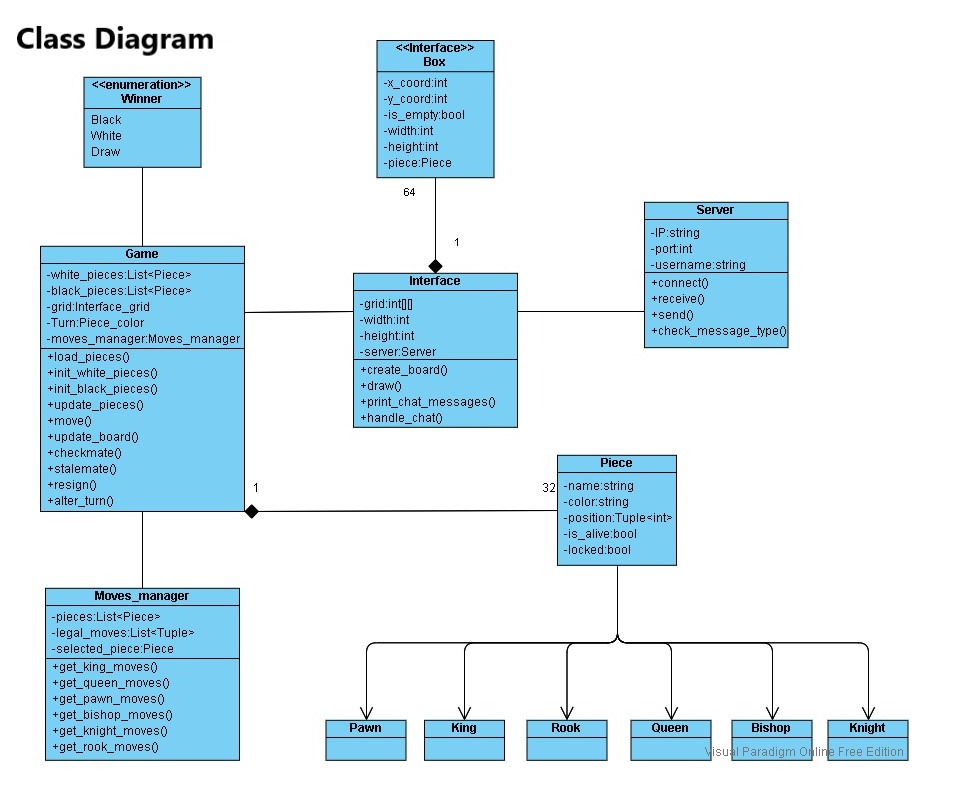 Class Diagram
<<enumeration>>
Winner
Black
White
Draw
<<Interface>>
Box
-x_coord:int
-y_coord:int
-is_empty:bool
-width:int
-height:int
-piece:Piece
64
1
Server
-IP:string
-port:int
-username:string
+connect()
+receive()
+send()
+check_message_type()
Game
-white_pieces:List<Piece>
-black_pieces:List<Piece>
-grid:Interface_grid
-Turn:Piece_color
-moves_manager:Moves_manager
+load_pieces()
+init_white_pieces()
+init_black_pieces()
+update_pieces()
+move()
+update_board()
+checkmate()
+stalemate()
+resign()
+alter_turn()
Interface
-grid:int[][]
-width:int
-height:int
-server:Server
+create_board()
+draw()
+print_chat_messages()
+handle_chat()
1
32
Piece
-name:string
-color:string
-position:Tuple<int>
-is_alive:bool
-locked:bool
Moves_manager
-pieces:List<Piece>
-legal_moves:List<Tuple>
-selected_piece:Piece
+get_king_moves()
+get_queen_moves()
+get_pawn_moves()
+get_bishop_moves()
+get_knight_moves()
+get_rook_moves()
Pawn
King
Rook
Queen
Bishop
Knight
Visual Paradigm Online Free Edition